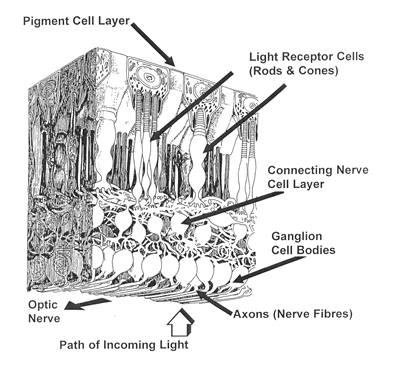 Pigment Cell Layer
Light Receptor Cells
(Rods & Cones)
Connecting Nerve
Cell Layer
Ganglion
Cell Bodies
Optic
Nerve
Axons (Nerve Fibres)
Path of Incoming Light